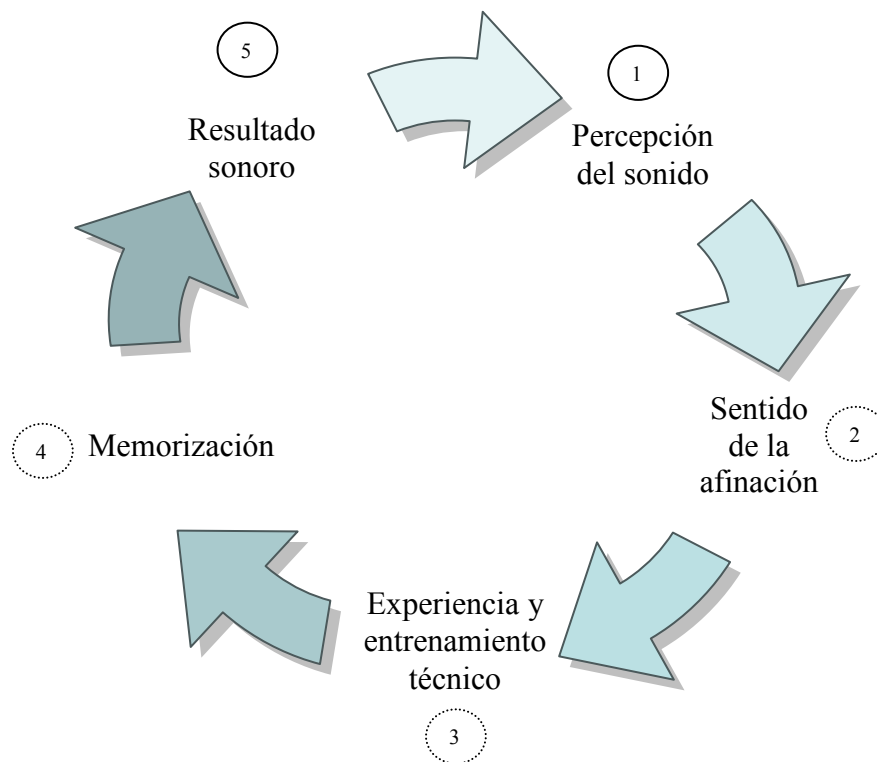 1
Percepción
del sonido
2
Sentido
de la
afinación
3
Experiencia y
entrenamiento
técnico
4
Memorización
5
Resultado
sonoro